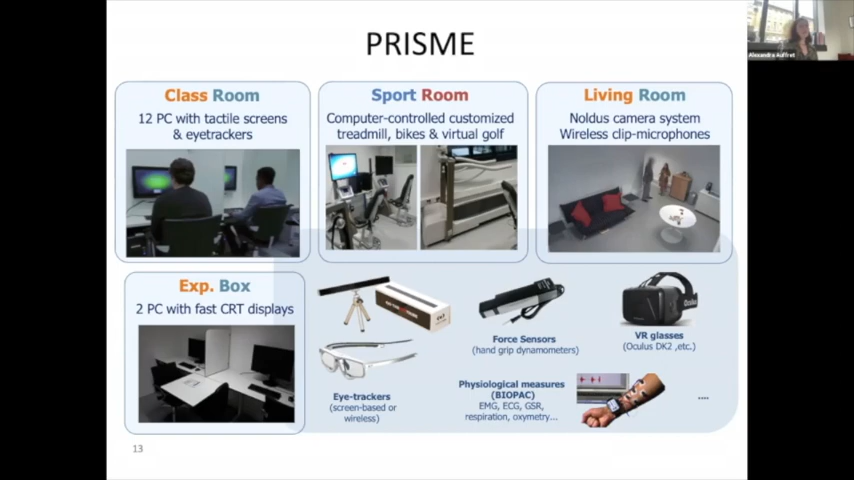 PRISME
Alexandra Auffret
Class Room
12 PC with tactile screens
& eyetrackers
Sport Room
Computer-controlled customized
treadmill, bikes & virtual golf
Living Room
Noldus camera system
Wireless clip-microphones
Exp. Box
2 PC with fast CRT displays
Eye-trackers
(screen-based or
wireless)
Force Sensors
(hand grip dynamometers)
Physiological measures
(BIOPAC)
EMG, ECG, GSR,
respiration, oxymetry...
VR glasses
(Oculus DK2 ,etc.)
....
13